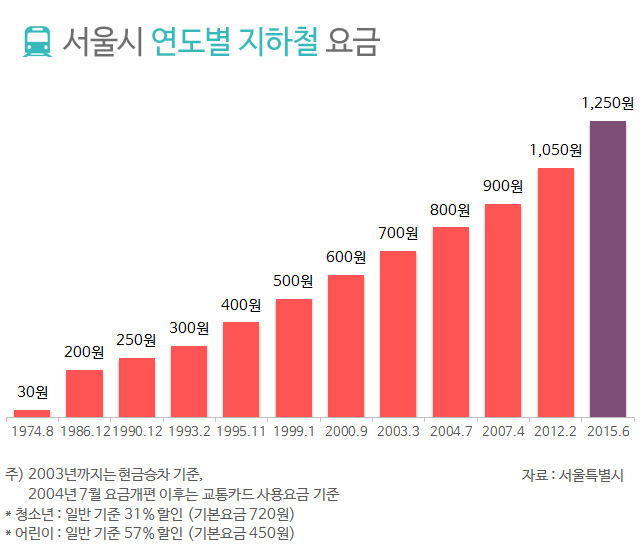 서울시 연도별 지하철 요금
1,250원
1,050원
900원
800원
700원
600원
500원
400원
300원
250원
200원
30원
1974.8 1986.12 1990.12 1993.2 1995.11 1999.1 2000.9 2003.3 2004.7 2007.4 2012.2 2015.6
주) 2003년까지는 현금승차 기준, 자료 : 서울특별시
2004년 7월 요금개편 이후는 교통카드 사용요금 기준
* 청소년 : 일반 기준 31% 할인 (기본요금 720원)
* 어린이 : 일반 기준 57% 할인 (기본요금 450원)